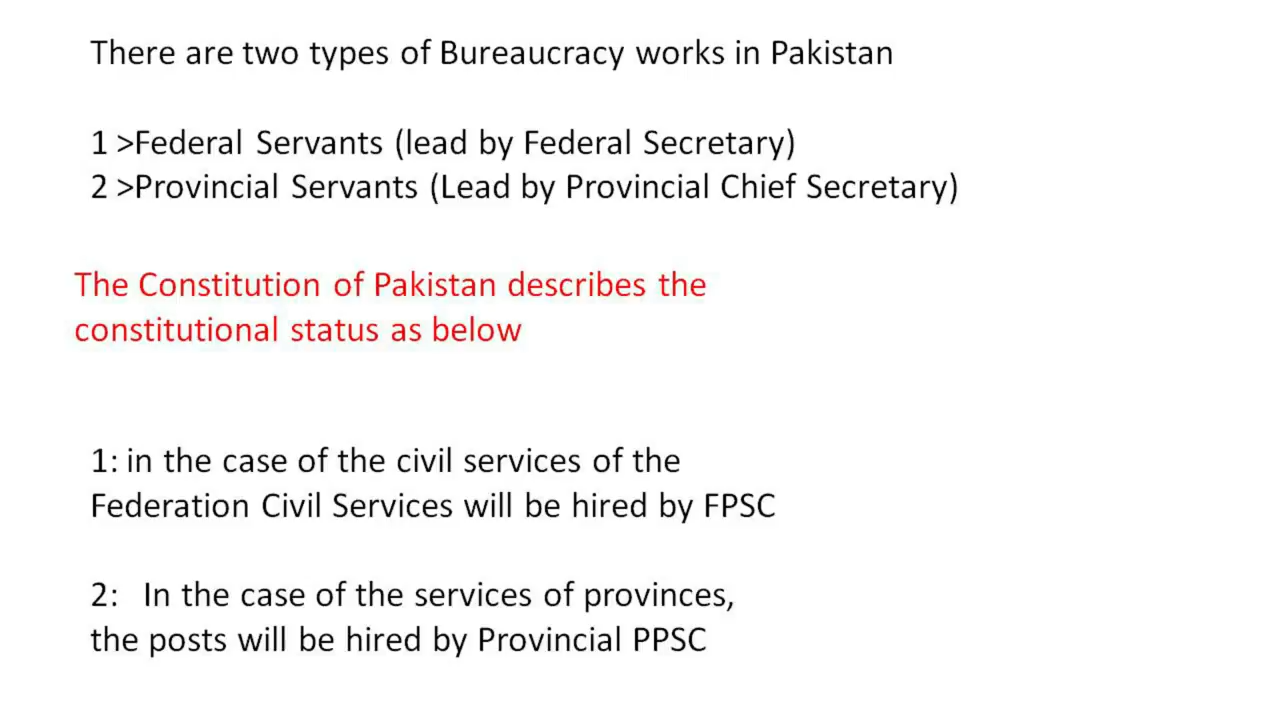 There are two types of Bureaucracy works in Pakistan
1 >Federal Servants (lead by Federal Secretary)
2 >Provincial Servants (Lead by Provincial Chief Secretary)
The Constitution of Pakistan describes the
constitutional status as below
1: in the case of the civil services of the
Federation Civil Services will be hired by FPSC
2: In the case of the services of provinces,
the posts will be hired by Provincial PPSC